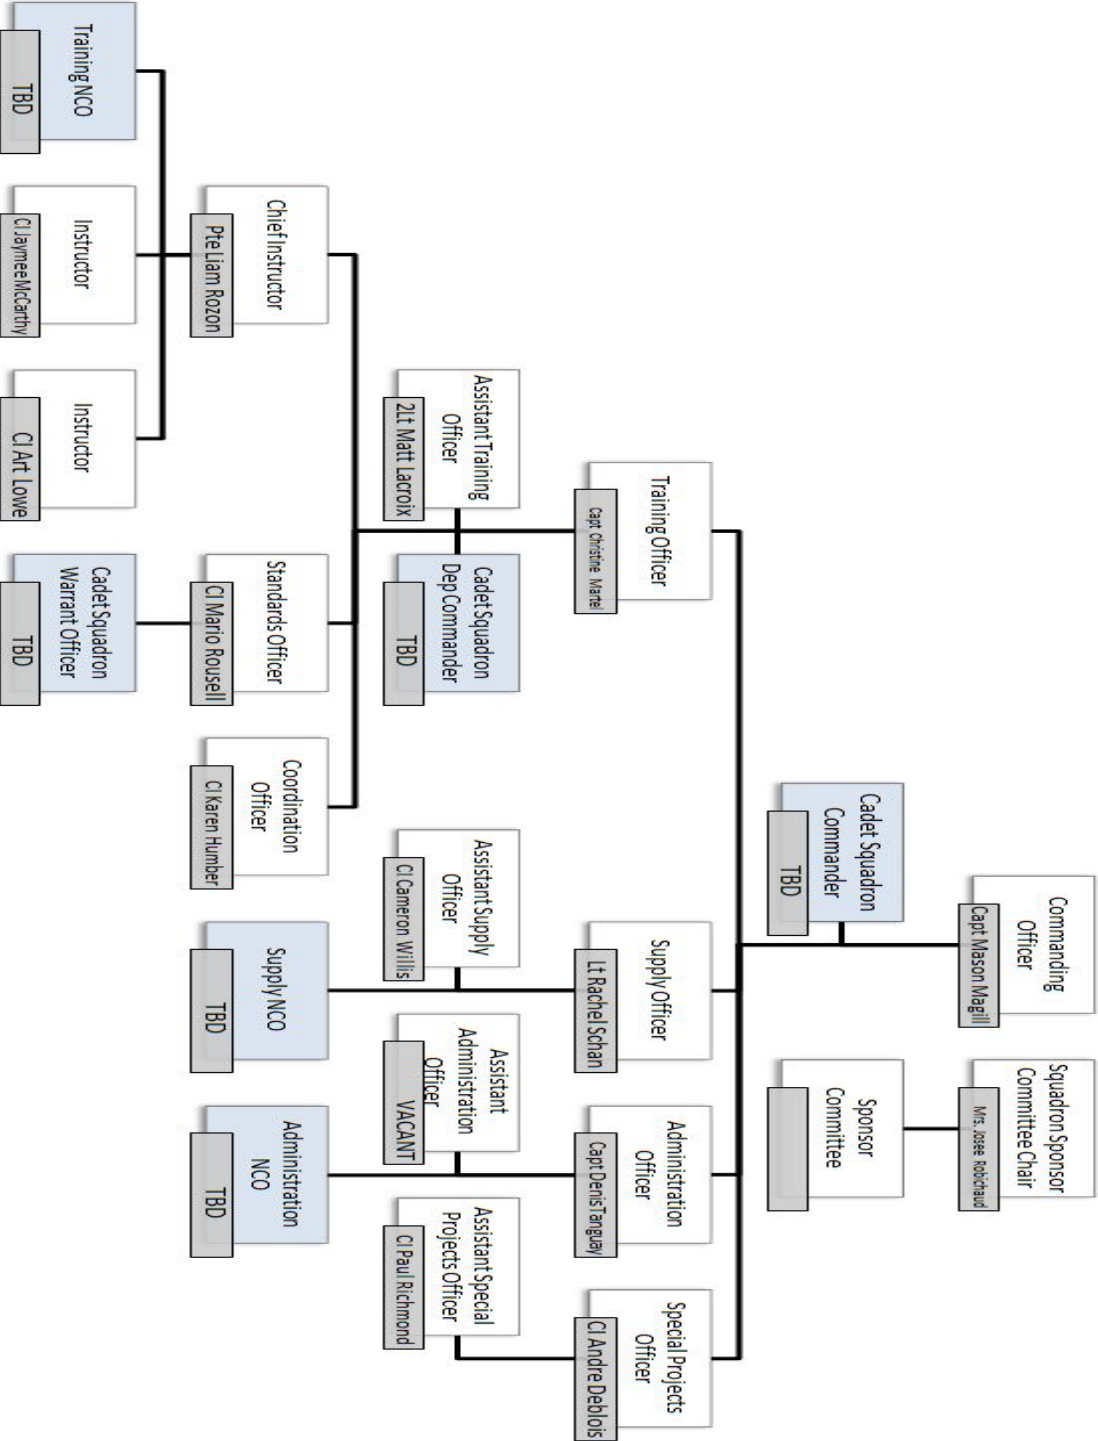 Commanding
Officer
Capt Mason Magill
Squadron Sponsor
Committee Chair
Mrs. Josee Robichaud
Cadet Squadron
Commander
TBD
Sponsor
Committee
Training Officer
Capt Christine Martel
Supply Officer
Lt Rachel Schan
Administration
Officer
Capt Denis Tanguay
Special Projects
Officer
CI Andre Deblois
Assistant Training
Officer
2Lt Matt Lacroix
Cadet Squadron
Dep Commander
TBD
Assistant Supply
Officer
CI Cameron Willis
Assistant
Administration
Officer
VACANT
Assistant Special
Projects Officer
CI Paul Richmond
Chief Instructor
Pte Liam Rozon
Standards Officer
CI Mario Rousell
Coordination
Officer
CI Karen Humber
Supply NCO
TBD
Administration
NCO
TBD
Training NCO
TBD
Instructor
CI Jaymee McCarthy
Instructor
CI Art Lowe
Cadet Squadron
Warrant Officer
TBD